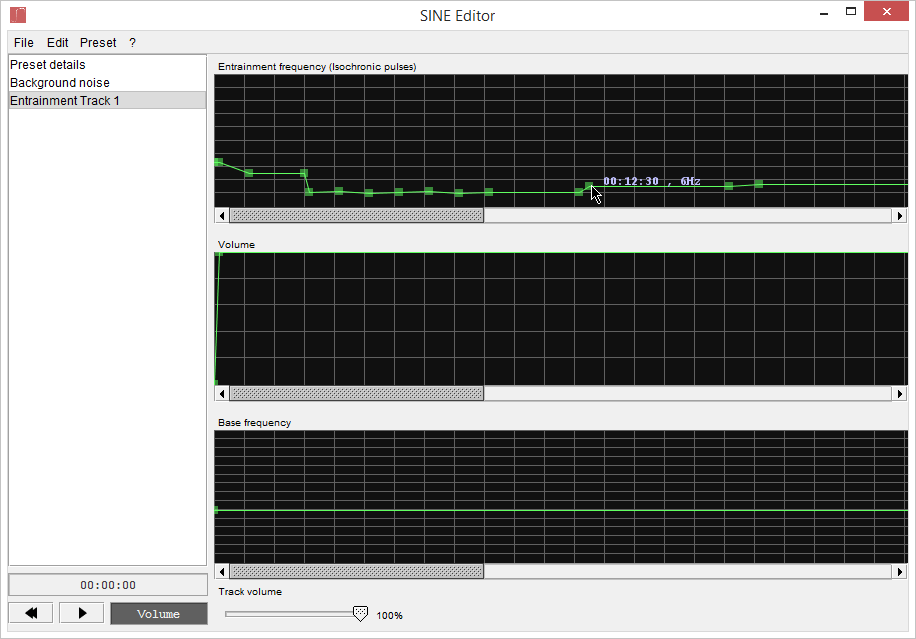 SINE Editor
File Edit Preset ?
Preset details
Background noise
Entrainment Track 1
Entrainment frequency (Isochronic pulses)
00:12:30 , 6Hz
Volume
Base frequency
Track volume
100%
00:00:00
Volume